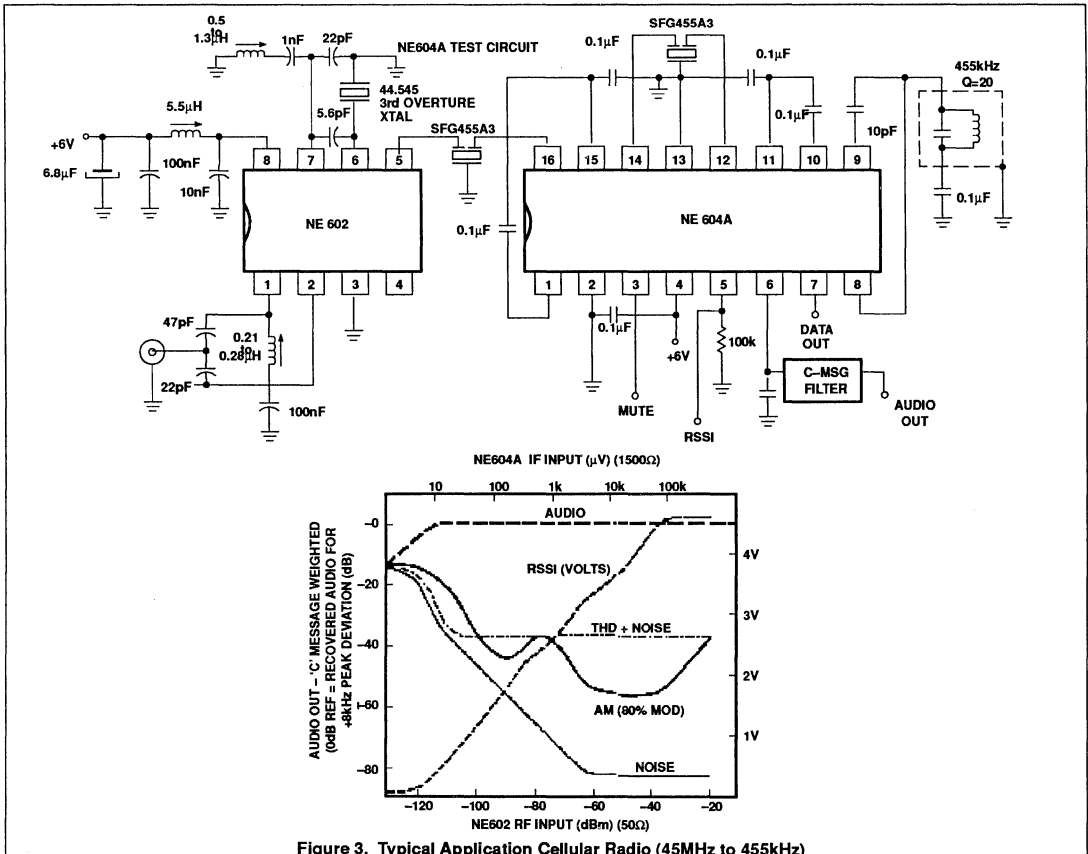 0.5
to
1.3µH
1nF
22pF
NE604A TEST CIRCUIT
44.545
3rd OVERTURE
XTAL
5.6pF
5.5µH
+6V
6.8µF
100nF
10nF
SFG455A3
8
7
6
5
NE 602
1
2
3
4
47pF
0.21
to
0.28µH
22pF
100nF
SFG455A3
0.1µF
0.1µF
0.1µF
10pF
455kHz
Q=20
0.1µF
0.1µF
16
15
14
13
12
11
10
9
NE 604A
1
2
3
4
5
6
7
8
0.1µF
+6V
100k
MUTE
RSSI
DATA
OUT
C–MSG
FILTER
AUDIO
OUT
NE604A IF INPUT (µV) (1500Ω)
10
100
1k
10k
100k
AUDIO
RSSI (VOLTS)
THD + NOISE
AM (80% MOD)
NOISE
–0
–20
–40
–60
–80
4V
3V
2V
1V
AUDIO OUT – 'C' MESSAGE WEIGHTED
(0dB REF = RECOVERED AUDIO FOR
+8kHz PEAK DEVIATION (dB)
–120
–100
–80
–60
–40
–20
NE602 RF INPUT (dBm) (50Ω)
Figure 3. Typical Application Cellular Radio (45MHz to 455kHz)